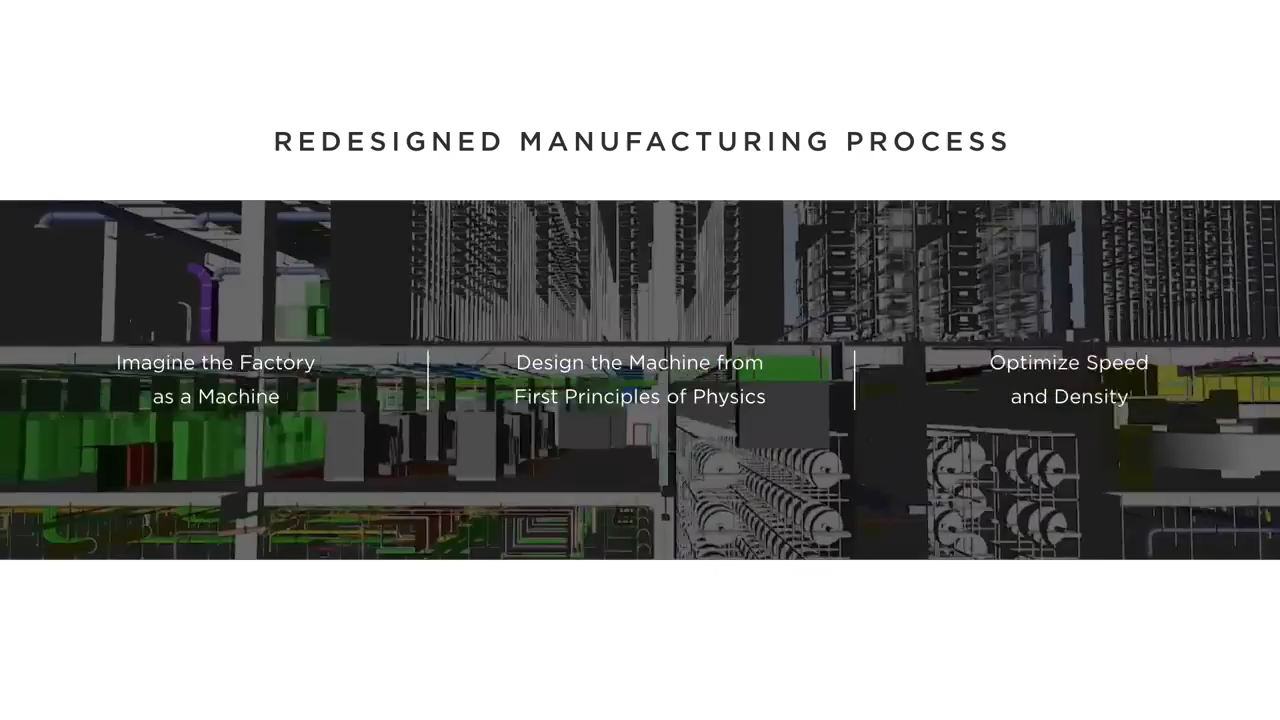 REDESIGNED MANUFACTURING PROCESS
Imagine the Factory
as a Machine
Design the Machine from
First Principles of Physics
Optimize Speed
and Density